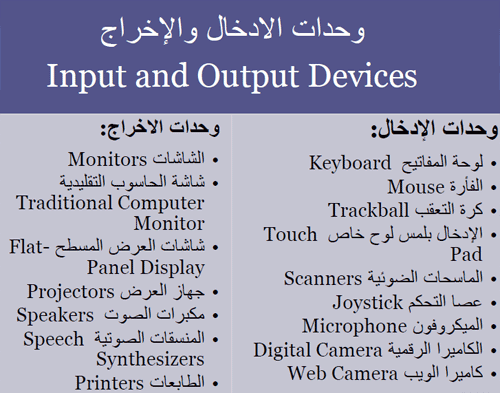 وحدات الادخال والإخراج
Input and Output Devices
وحدات الإدخال:
• لوحة المفاتيح Keyboard
• الفأرة Mouse
• كرة التعقب Trackball
• الإدخال بلمس لوح خاص Touch
Pad
• الماسحات الضوئية Scanners
• عصا التحكم Joystick
• الميكروفون Microphone
• الكاميرا الرقمية Digital Camera
• كاميرا الويب Web Camera
وحدات الاخراج:
• الشاشات Monitors
• شاشة الحاسوب التقليدية
Traditional Computer
Monitor
• شاشات العرض المسطح Flat-
Panel Display
• جهاز العرض Projectors
• مكبرات الصوت Speakers
• المنسقات الصوتية Speech
Synthesizers
• الطابعات Printers